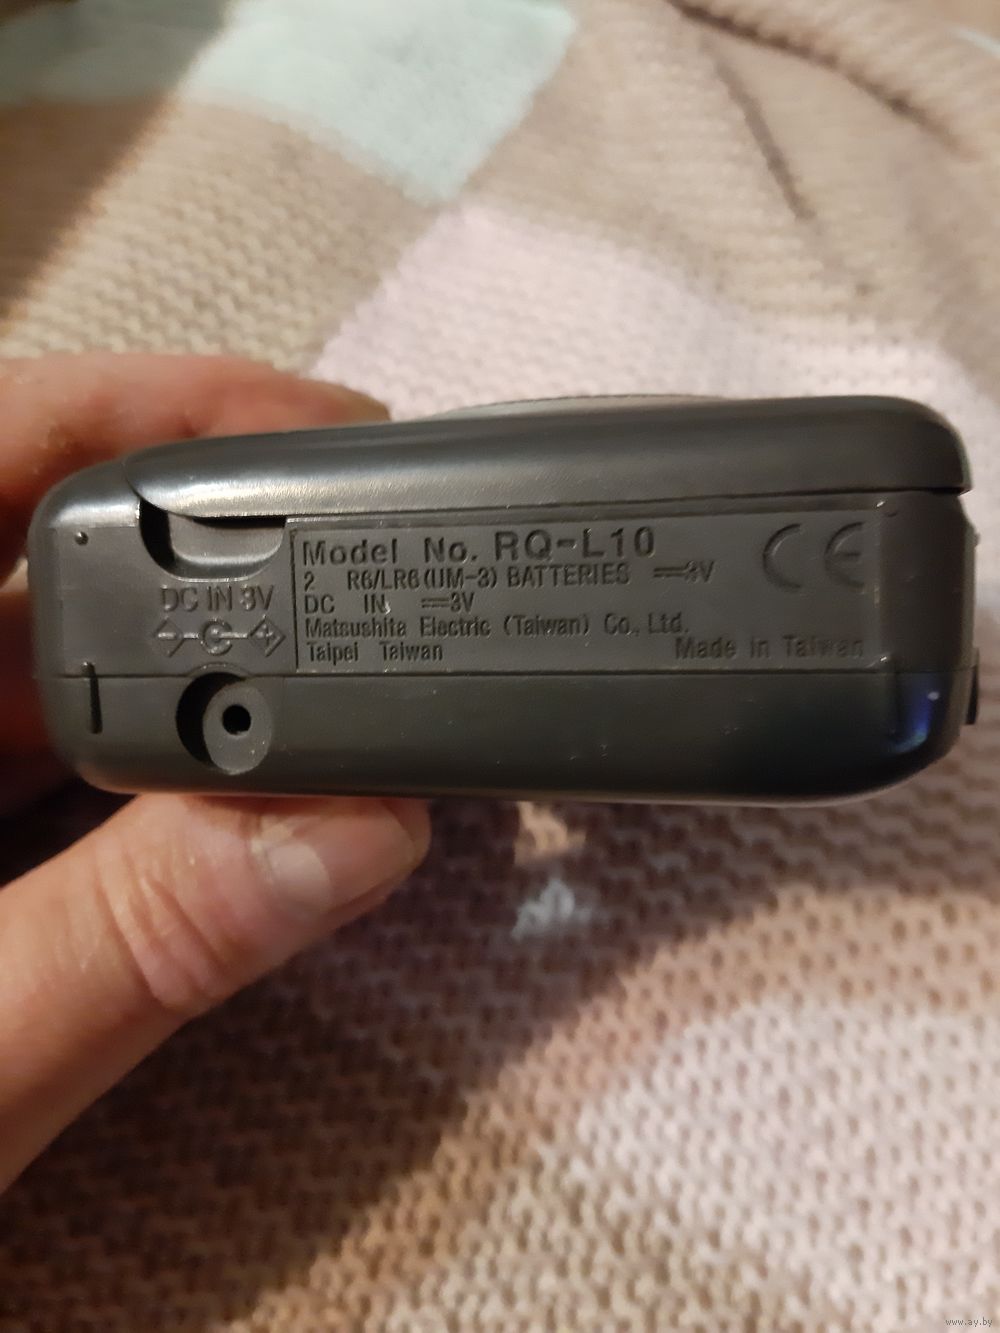 Model No. RQ-L10
2 R6/LR6(UM-3) BATTERIES ⎓3V
DC IN ⎓3V
Matsushita Electric (Taiwan) Co., Ltd.
Taipei Taiwan
Made in Taiwan
CE
DC IN 3V
www.ay.by